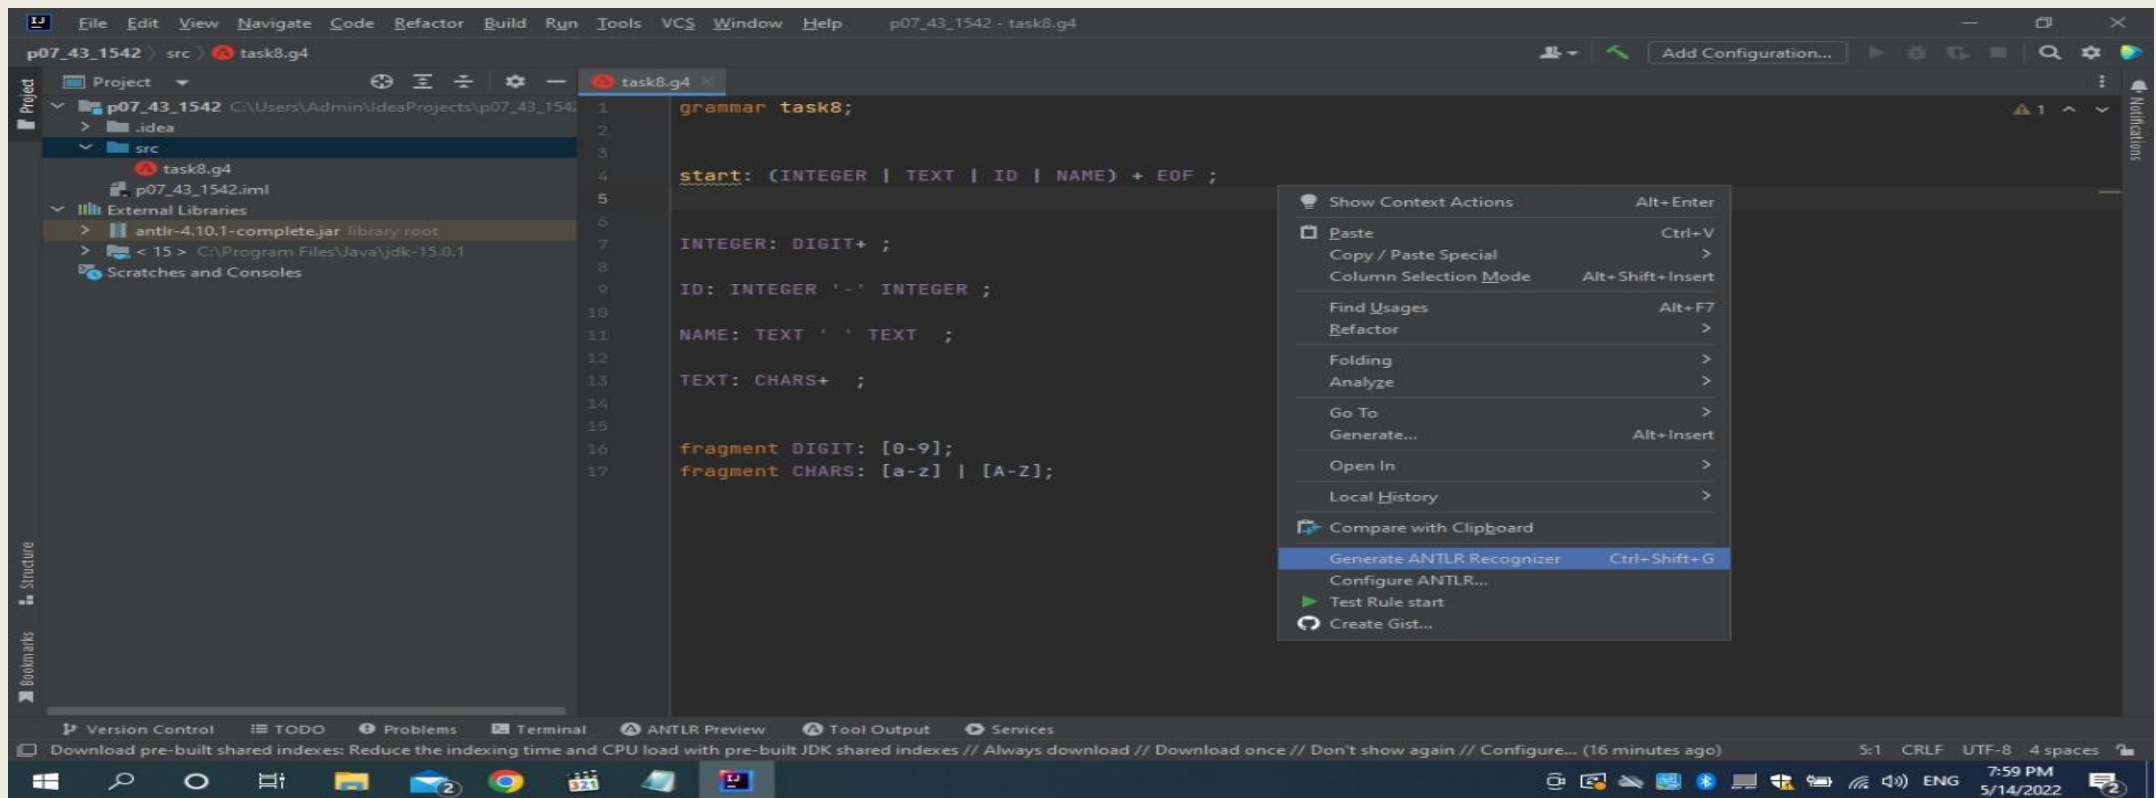 File Edit View Navigate Code Refactor Build Run Tools VCS Window Help p07_43_1542 - task8.g4
p07_43_1542 src task8.g4
Add Configuration...
Project
Project
p07_43_1542 C:\Users\Admin\IdeaProjects\p07_43_154
.idea
src
task8.g4
p07_43_1542.iml
External Libraries
antlr-4.10.1-complete.jar library root
< 15 > C:\Program Files\Java\jdk-15.0.1
Scratches and Consoles
Structure
Bookmarks
task8.g4
1 grammar task8;
2
3
4 start: (INTEGER | TEXT | ID | NAME) + EOF ;
5
6
7 INTEGER: DIGIT+ ;
8
9 ID: INTEGER '-' INTEGER ;
10
11 NAME: TEXT ' ' TEXT ;
12
13 TEXT: CHARS+ ;
14
15
16 fragment DIGIT: [0-9];
17 fragment CHARS: [a-z] | [A-Z];
1
Notifications
Show Context Actions Alt+Enter
Paste Ctrl+V
Copy / Paste Special
Column Selection Mode Alt+Shift+Insert
Find Usages Alt+F7
Refactor
Folding
Analyze
Go To
Generate... Alt+Insert
Open In
Local History
Compare with Clipboard
Generate ANTLR Recognizer Ctrl+Shift+G
Configure ANTLR...
Test Rule start
Create Gist...
Version Control TODO Problems Terminal ANTLR Preview Tool Output Services
Download pre-built shared indexes: Reduce the indexing time and CPU load with pre-built JDK shared indexes // Always download // Download once // Don't show again // Configure... (16 minutes ago) 5:1 CRLF UTF-8 4 spaces
2
321
ENG
7:59 PM
5/14/2022
2